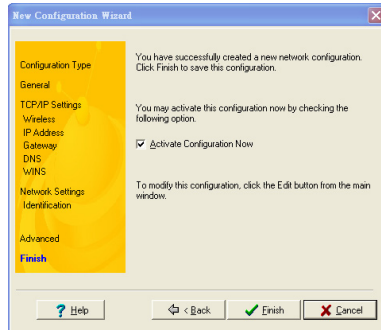 New Configuration Wizard
Configuration Type
General
TCP/IP Settings
Wireless
IP Address
Gateway
DNS
WINS
Network Settings
Identification
Advanced
Finish
You have successfully created a new network configuration.
Click Finish to save this configuration.
You may activate this configuration now by checking the
following option.
Activate Configuration Now
To modify this configuration, click the Edit button from the main
window.
? Help
< Back
Finish
Cancel